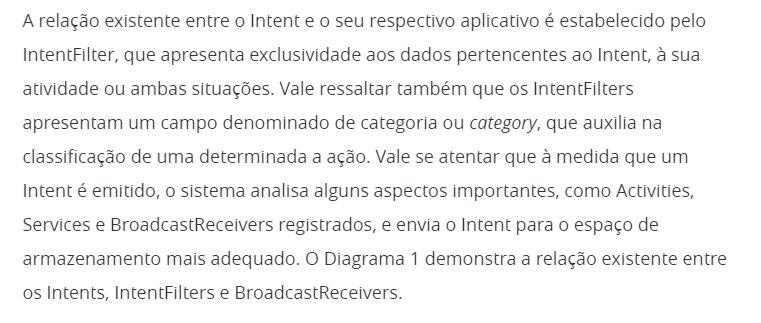 A relação existente entre o Intent e o seu respectivo aplicativo é estabelecido pelo
IntentFilter, que apresenta exclusividade aos dados pertencentes ao Intent, à sua
atividade ou ambas situações. Vale ressaltar também que os IntentFilters
apresentam um campo denominado de categoria ou category, que auxilia na
classificação de uma determinada a ação. Vale se atentar que à medida que um
Intent é emitido, o sistema analisa alguns aspectos importantes, como Activities,
Services e BroadcastReceivers registrados, e envia o Intent para o espaço de
armazenamento mais adequado. O Diagrama 1 demonstra a relação existente entre
os Intents, IntentFilters e BroadcastReceivers.